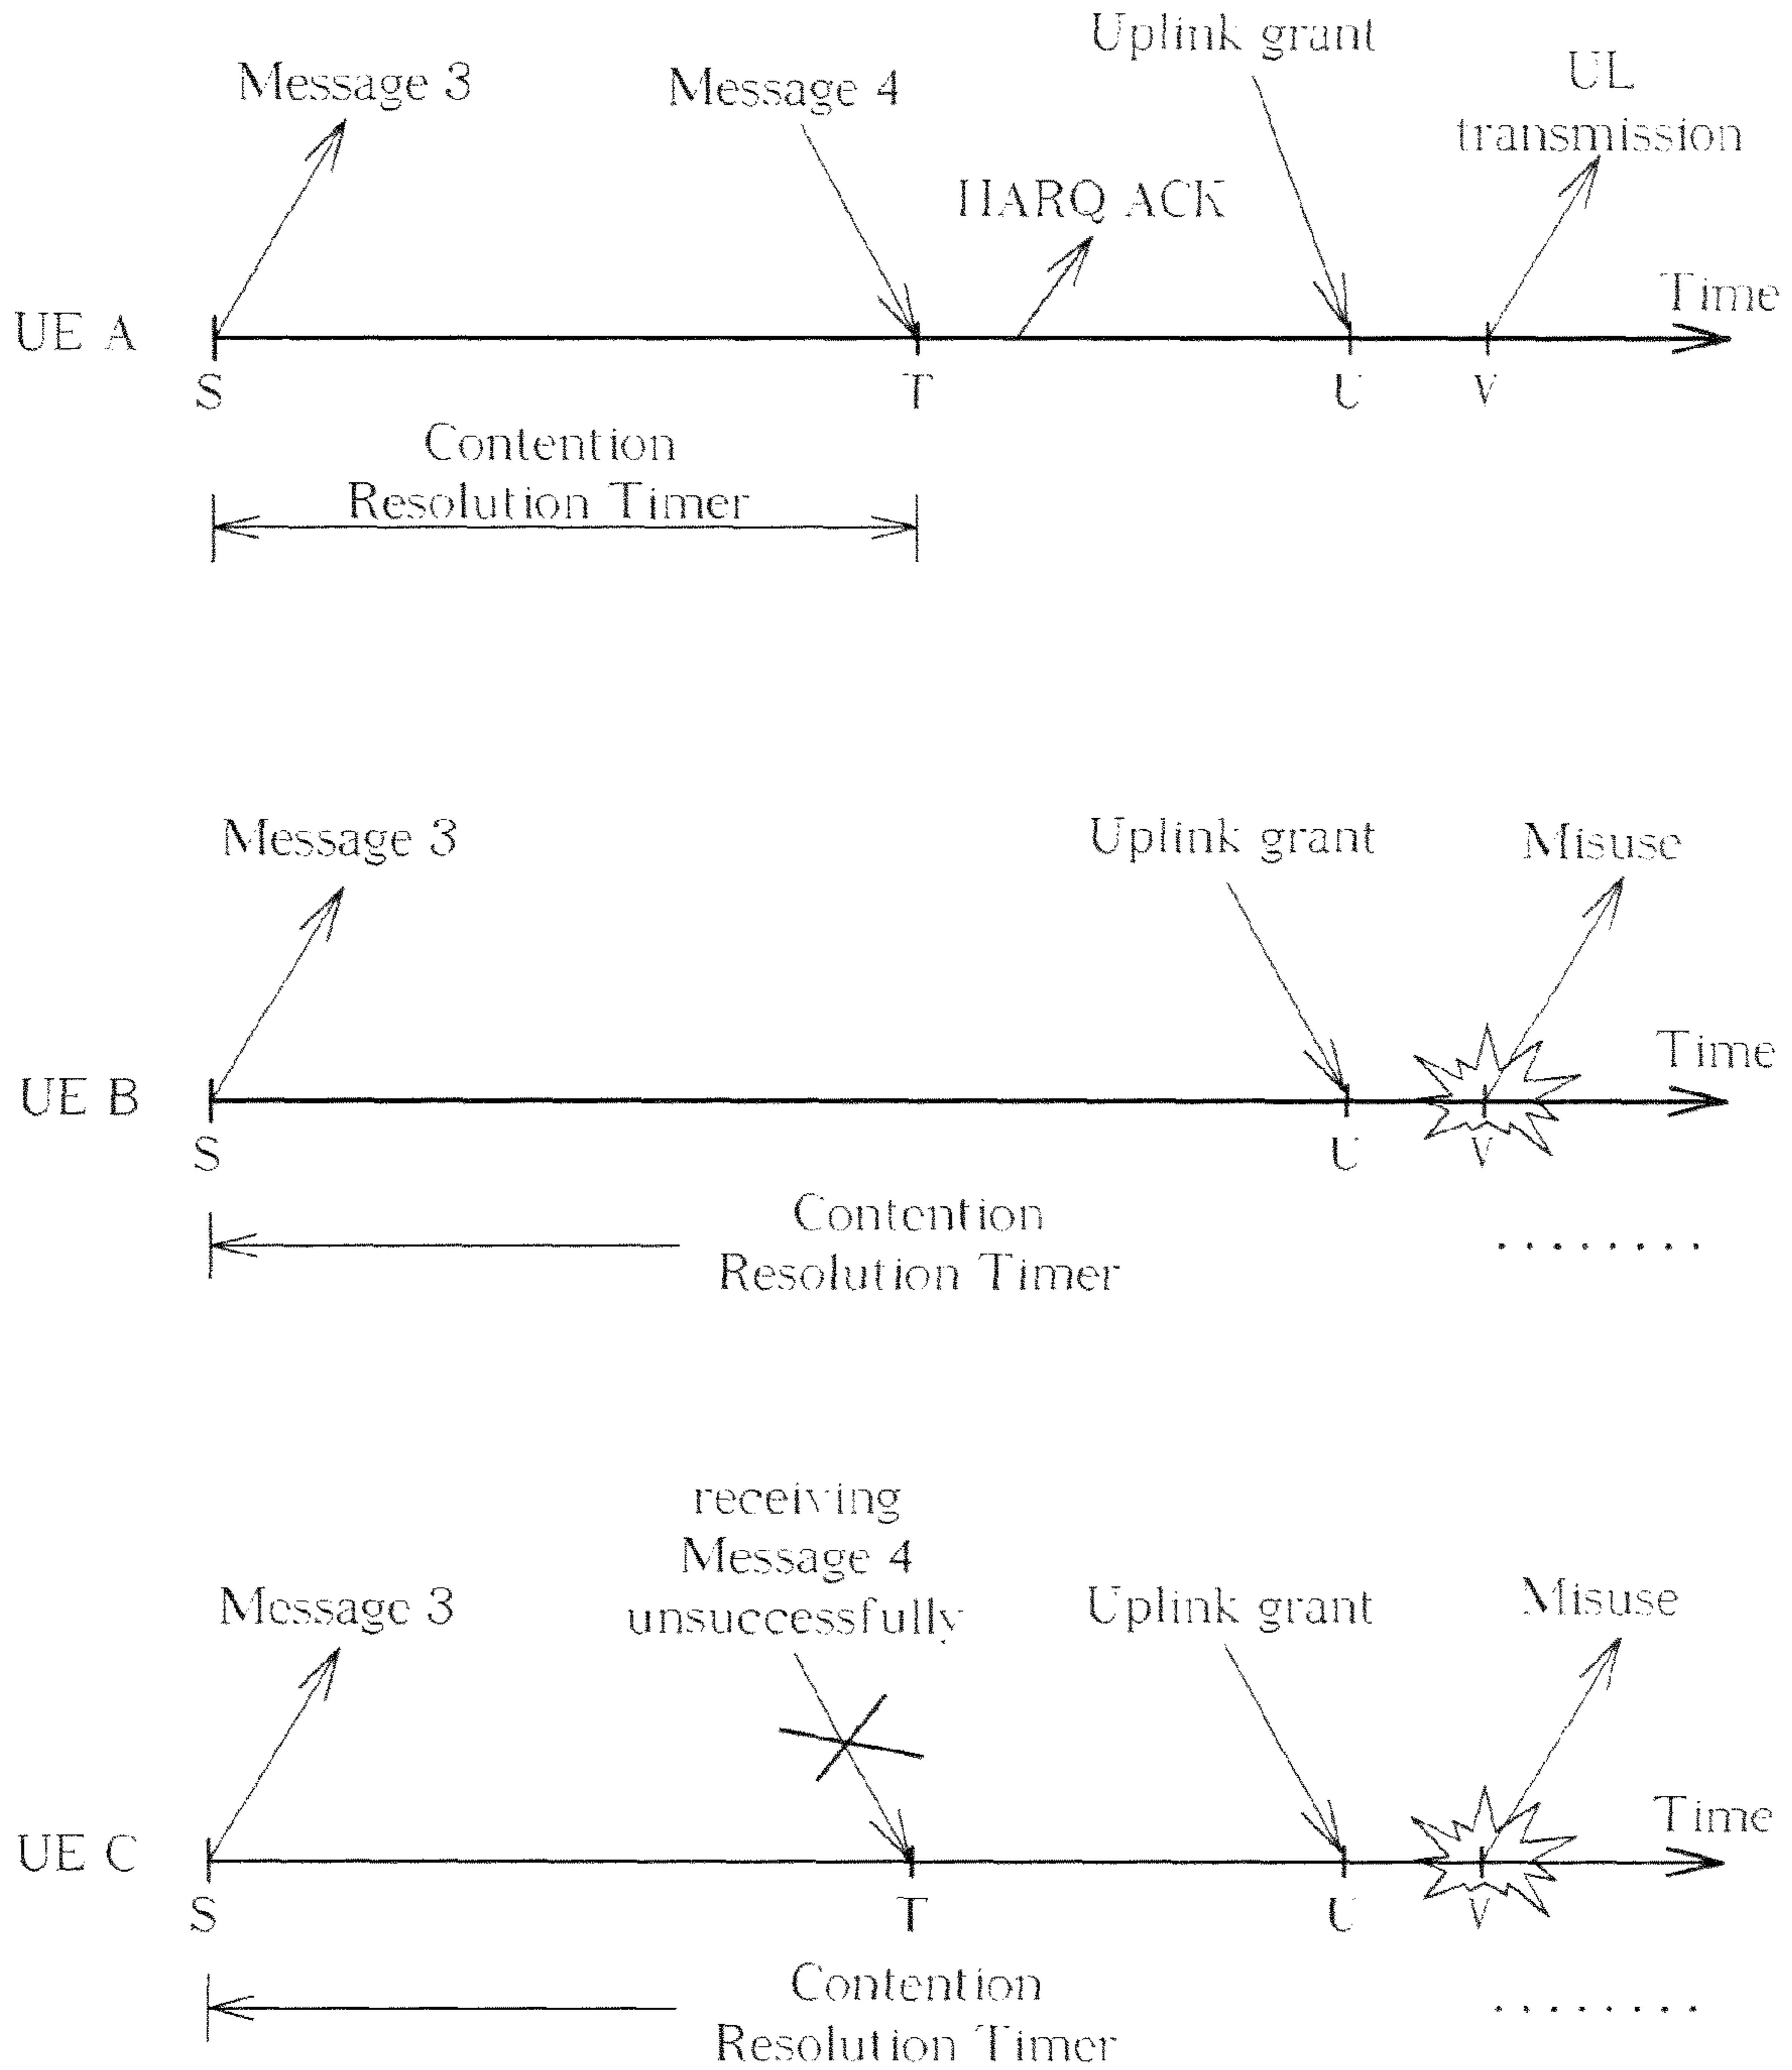 Uplink grant
UL
transmission
Message 3
Message 4
HARQ ACK
Time
UE A
S
T
U
V
Contention
Resolution Timer
Message 3
Uplink grant
Misuse
Time
UE B
S
U
V
Contention
Resolution Timer
........
receiving
Message 4
unsuccessfully
Message 3
Uplink grant
Misuse
Time
UE C
S
T
U
V
Contention
Resolution Timer
........